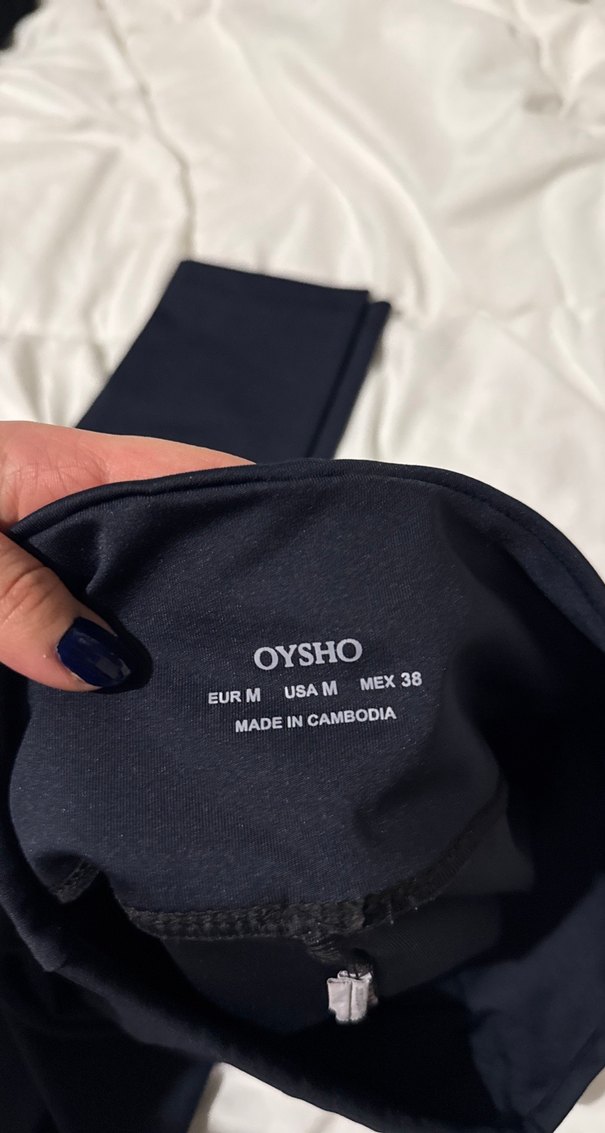 OYSHO
EUR M USA M MEX 38
MADE IN CAMBODIA